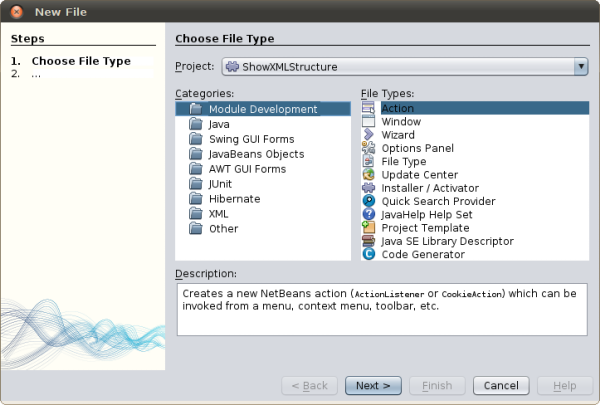 New File
Steps
1. Choose File Type
2. ...
Choose File Type
Project: ShowXMLStructure
Categories:
Module Development
Java
Swing GUI Forms
JavaBeans Objects
AWT GUI Forms
JUnit
Hibernate
XML
Other
File Types:
Action
Window
Wizard
Options Panel
File Type
Update Center
Installer / Activator
Quick Search Provider
JavaHelp Help Set
Project Template
Java SE Library Descriptor
Code Generator
Description:
Creates a new NetBeans action (ActionListener or CookieAction) which can be
invoked from a menu, context menu, toolbar, etc.
< Back Next > Finish Cancel Help